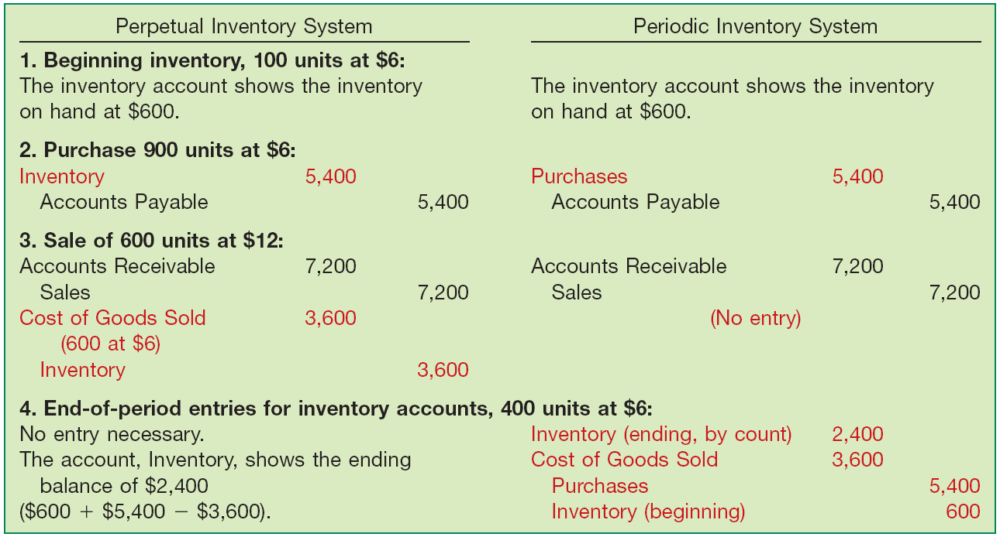 Perpetual Inventory System Periodic Inventory System
1. Beginning inventory, 100 units at $6:
The inventory account shows the inventory The inventory account shows the inventory
on hand at $600. on hand at $600.
2. Purchase 900 units at $6:
Inventory 5,400 Purchases 5,400
Accounts Payable 5,400 Accounts Payable 5,400
3. Sale of 600 units at $12:
Accounts Receivable 7,200 Accounts Receivable 7,200
Sales 7,200 Sales 7,200
Cost of Goods Sold 3,600 (No entry)
(600 at $6)
Inventory 3,600
4. End-of-period entries for inventory accounts, 400 units at $6:
No entry necessary. Inventory (ending, by count) 2,400
The account, Inventory, shows the ending Cost of Goods Sold 3,600
balance of $2,400 Purchases 5,400
($600 + $5,400 − $3,600). Inventory (beginning) 600